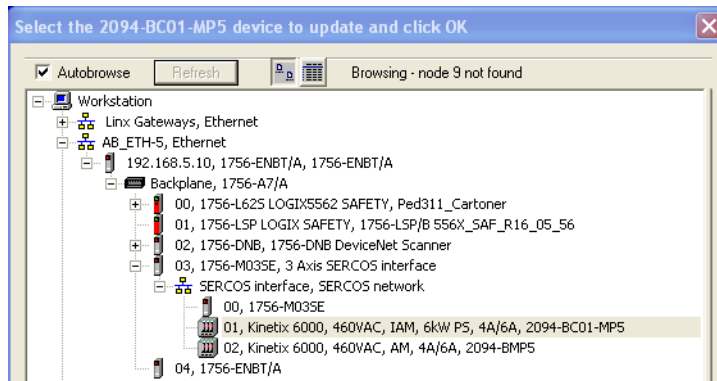 Select the 2094-BC01-MP5 device to update and click OK
Autobrowse Refresh Browsing - node 9 not found
Workstation
Linx Gateways, Ethernet
AB_ETH-5, Ethernet
192.168.5.10, 1756-ENBT/A, 1756-ENBT/A
Backplane, 1756-A7/A
00, 1756-L62S LOGIX5562 SAFETY, Ped311_Cartoner
01, 1756-LSP LOGIX SAFETY, 1756-LSP/B 556X_SAF_R16_05_56
02, 1756-DNB, 1756-DNB DeviceNet Scanner
03, 1756-M03SE, 3 Axis SERCOS interface
SERCOS interface, SERCOS network
00, 1756-M03SE
01, Kinetix 6000, 460VAC, IAM, 6kW PS, 4A/6A, 2094-BC01-MP5
02, Kinetix 6000, 460VAC, AM, 4A/6A, 2094-BMP5
04, 1756-ENBT/A